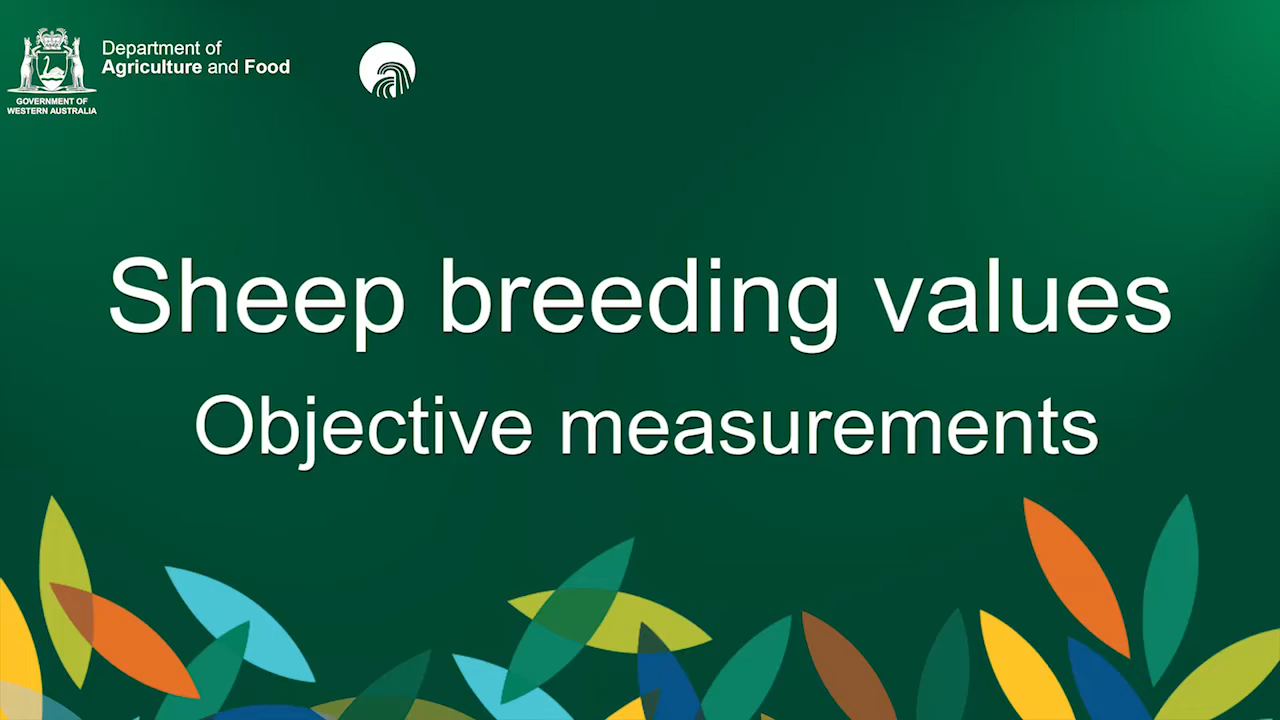 Department of
Agriculture and Food
GOVERNMENT OF
WESTERN AUSTRALIA
Sheep breeding values
Objective measurements